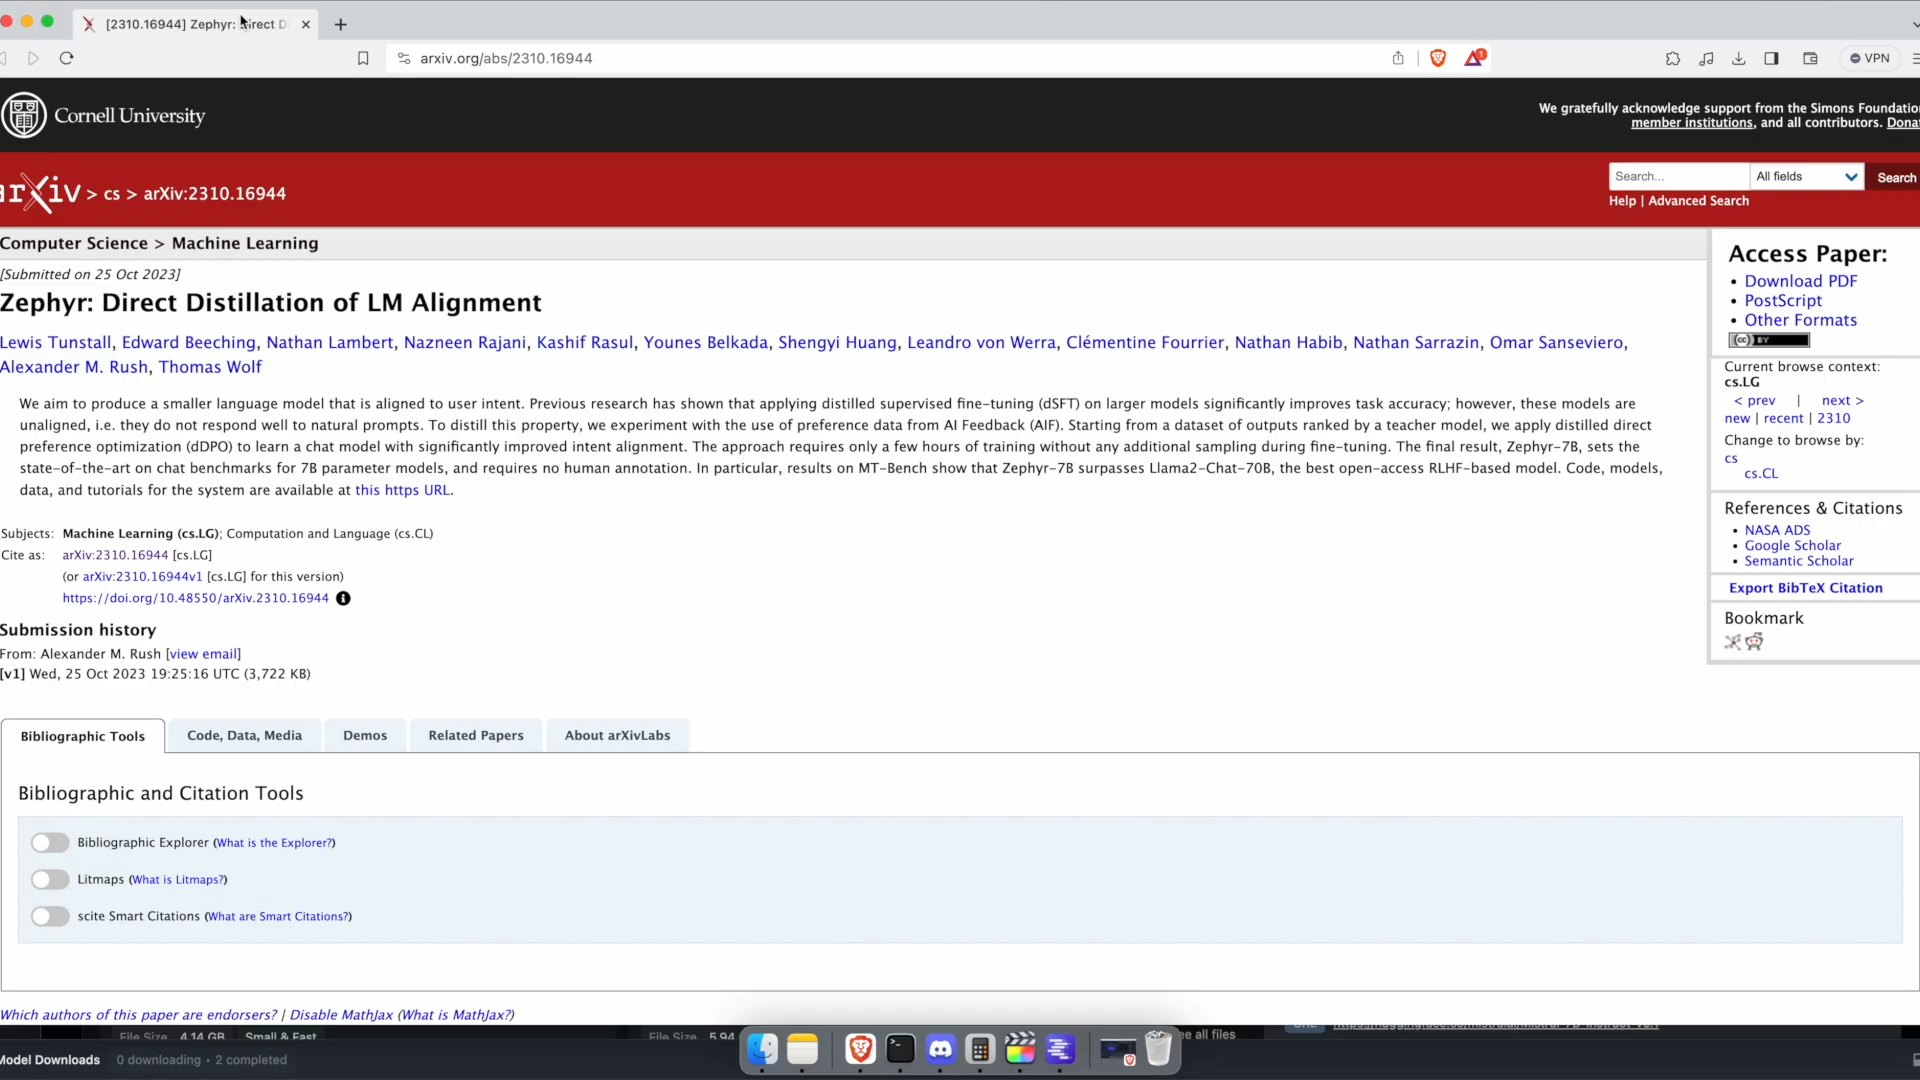 [2310.16944] Zephyr: Direct D
arxiv.org/abs/2310.16944
1
VPN
Cornell University
We gratefully acknowledge support from the Simons Foundatio
member institutions, and all contributors. Dona
arXiv > cs > arXiv:2310.16944
Search...
All fields
Search
Help | Advanced Search
Computer Science > Machine Learning
[Submitted on 25 Oct 2023]
Zephyr: Direct Distillation of LM Alignment
Lewis Tunstall, Edward Beeching, Nathan Lambert, Nazneen Rajani, Kashif Rasul, Younes Belkada, Shengyi Huang, Leandro von Werra, Clémentine Fourrier, Nathan Habib, Nathan Sarrazin, Omar Sanseviero,
Alexander M. Rush, Thomas Wolf
We aim to produce a smaller language model that is aligned to user intent. Previous research has shown that applying distilled supervised fine-tuning (dSFT) on larger models significantly improves task accuracy; however, these models are
unaligned, i.e. they do not respond well to natural prompts. To distill this property, we experiment with the use of preference data from AI Feedback (AIF). Starting from a dataset of outputs ranked by a teacher model, we apply distilled direct
preference optimization (dDPO) to learn a chat model with significantly improved intent alignment. The approach requires only a few hours of training without any additional sampling during fine-tuning. The final result, Zephyr-7B, sets the
state-of-the-art on chat benchmarks for 7B parameter models, and requires no human annotation. In particular, results on MT-Bench show that Zephyr-7B surpasses Llama2-Chat-70B, the best open-access RLHF-based model. Code, models,
data, and tutorials for the system are available at this https URL.
Subjects: Machine Learning (cs.LG); Computation and Language (cs.CL)
Cite as: arXiv:2310.16944 [cs.LG]
(or arXiv:2310.16944v1 [cs.LG] for this version)
https://doi.org/10.48550/arXiv.2310.16944
Submission history
From: Alexander M. Rush [view email]
[v1] Wed, 25 Oct 2023 19:25:16 UTC (3,722 KB)
Access Paper:
Download PDF
PostScript
Other Formats
(cc) BY
Current browse context:
cs.LG
< prev | next >
new | recent | 2310
Change to browse by:
cs
cs.CL
References & Citations
NASA ADS
Google Scholar
Semantic Scholar
Export BibTeX Citation
Bookmark
Bibliographic Tools
Code, Data, Media
Demos
Related Papers
About arXivLabs
Bibliographic and Citation Tools
Bibliographic Explorer (What is the Explorer?)
Litmaps (What is Litmaps?)
scite Smart Citations (What are Smart Citations?)
Which authors of this paper are endorsers? | Disable MathJax (What is MathJax?)
File Size 4.14 GB Small & Fast
File Size 5.94
ee all files
Model Downloads 0 downloading • 2 completed